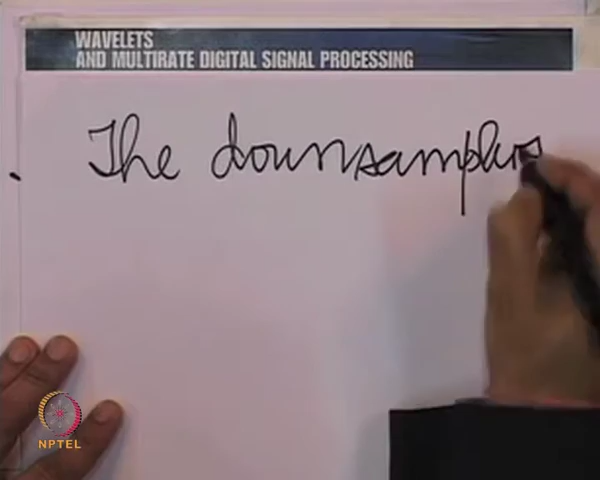 WAVELETS
AND MULTIRATE DIGITAL SIGNAL PROCESSING
The downsampler
NPTEL